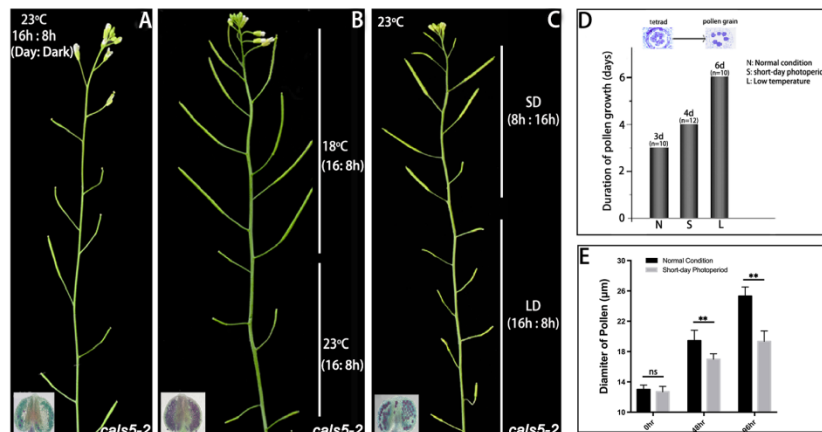 A
23℃
16h : 8h
(Day: Dark)
cals5-2
B
18℃
(16: 8h)
23℃
(16: 8h)
cals5-2
C
23℃
SD
(8h : 16h)
LD
(16h : 8h)
cals5-2
D
tetrad
pollen grain
N: Normal condition
S: short-day photoperiod
L: Low temperature
Duration of pollen growth (days)
6
4
2
0
3d
(n=10)
4d
(n=12)
6d
(n=10)
N
S
L
E
Normal Condition
Short-day Photoperiod
Diamiter of Pollen (μm)
30
26
22
18
14
10
ns
**
**
0hr
48hr
96hr